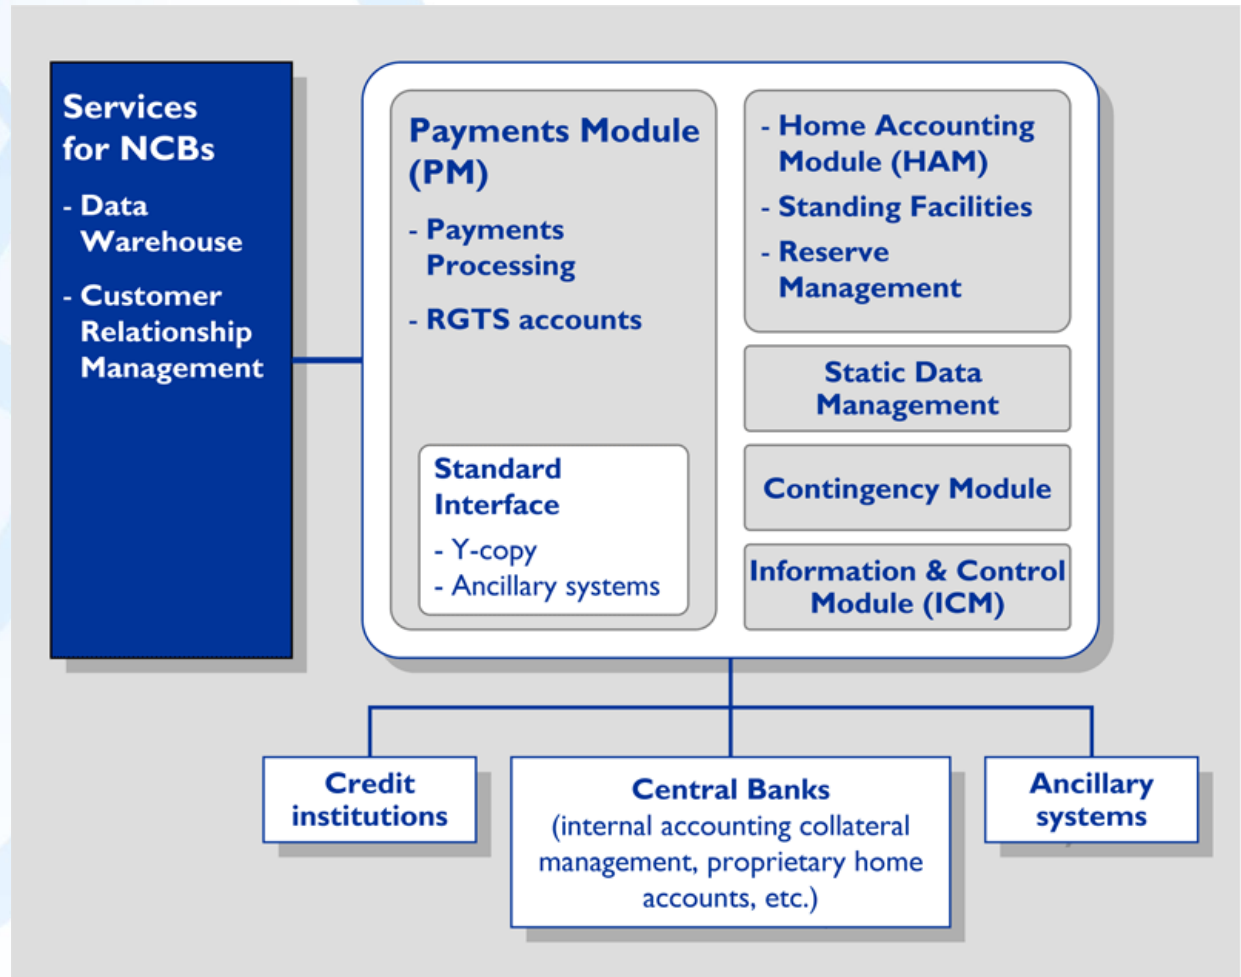 Services
for NCBs
- Data
Warehouse
- Customer
Relationship
Management
Payments Module
(PM)
- Payments
Processing
- RGTS accounts
Standard
Interface
- Y-copy
- Ancillary systems
- Home Accounting
Module (HAM)
- Standing Facilities
- Reserve
Management
Static Data
Management
Contingency Module
Information & Control
Module (ICM)
Credit
institutions
Central Banks
(internal accounting collateral
management, proprietary home
accounts, etc.)
Ancillary
systems